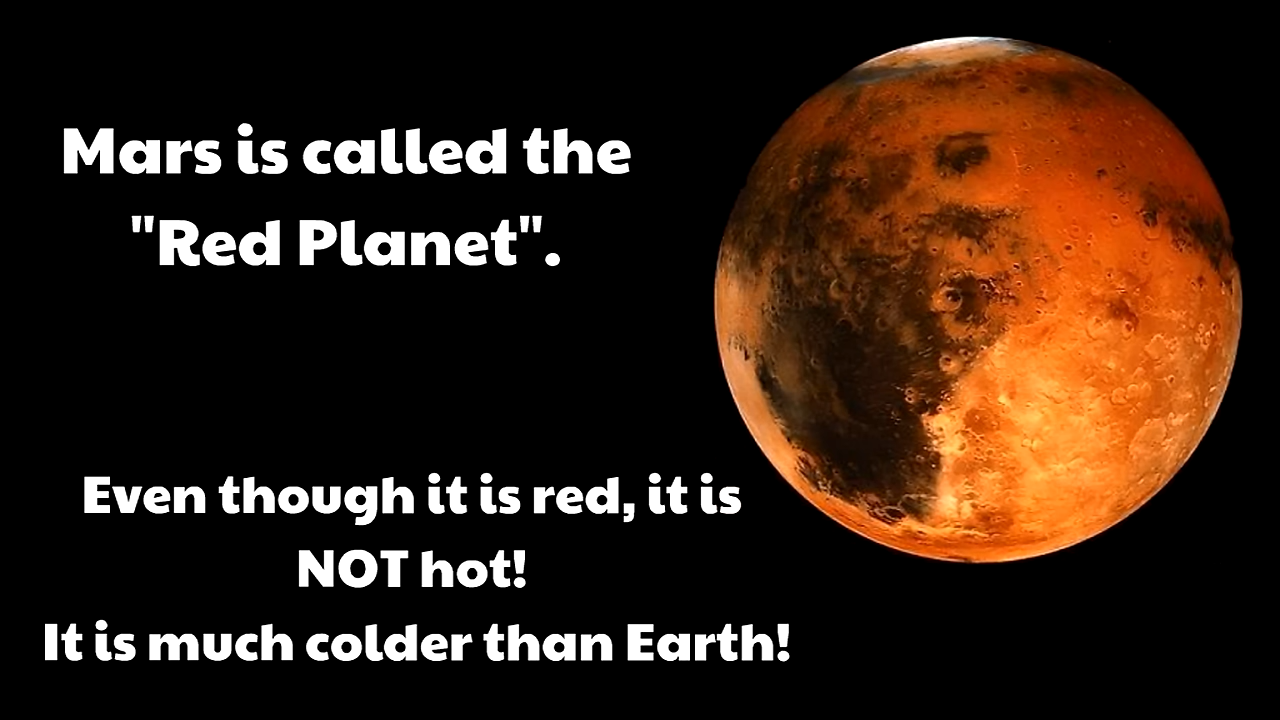 Mars is called the
"Red Planet".
Even though it is red, it is
NOT hot!
It is much colder than Earth!